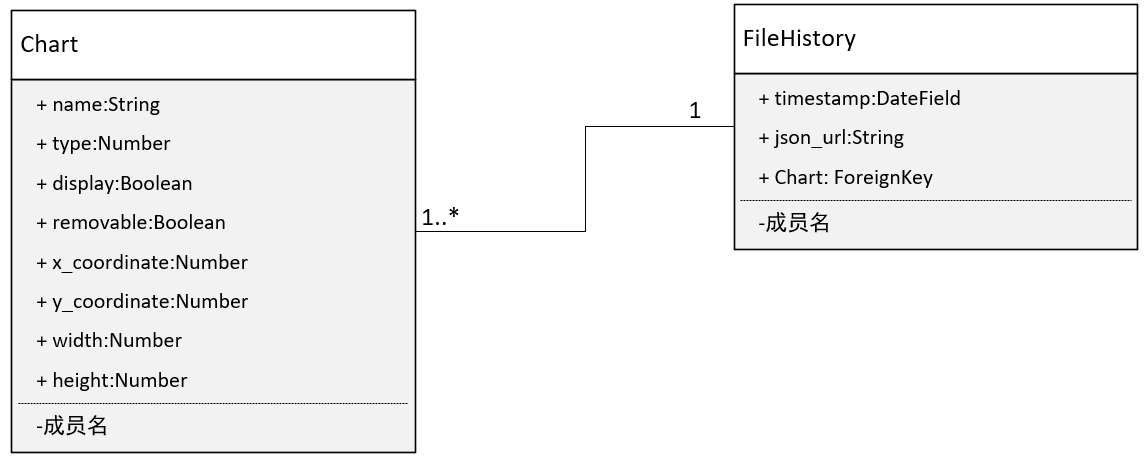 Chart
+ name:String
+ type:Number
+ display:Boolean
+ removable:Boolean
+ x_coordinate:Number
+ y_coordinate:Number
+ width:Number
+ height:Number
-成员名
1..*
1
FileHistory
+ timestamp:DateField
+ json_url:String
+ Chart: ForeignKey
-成员名